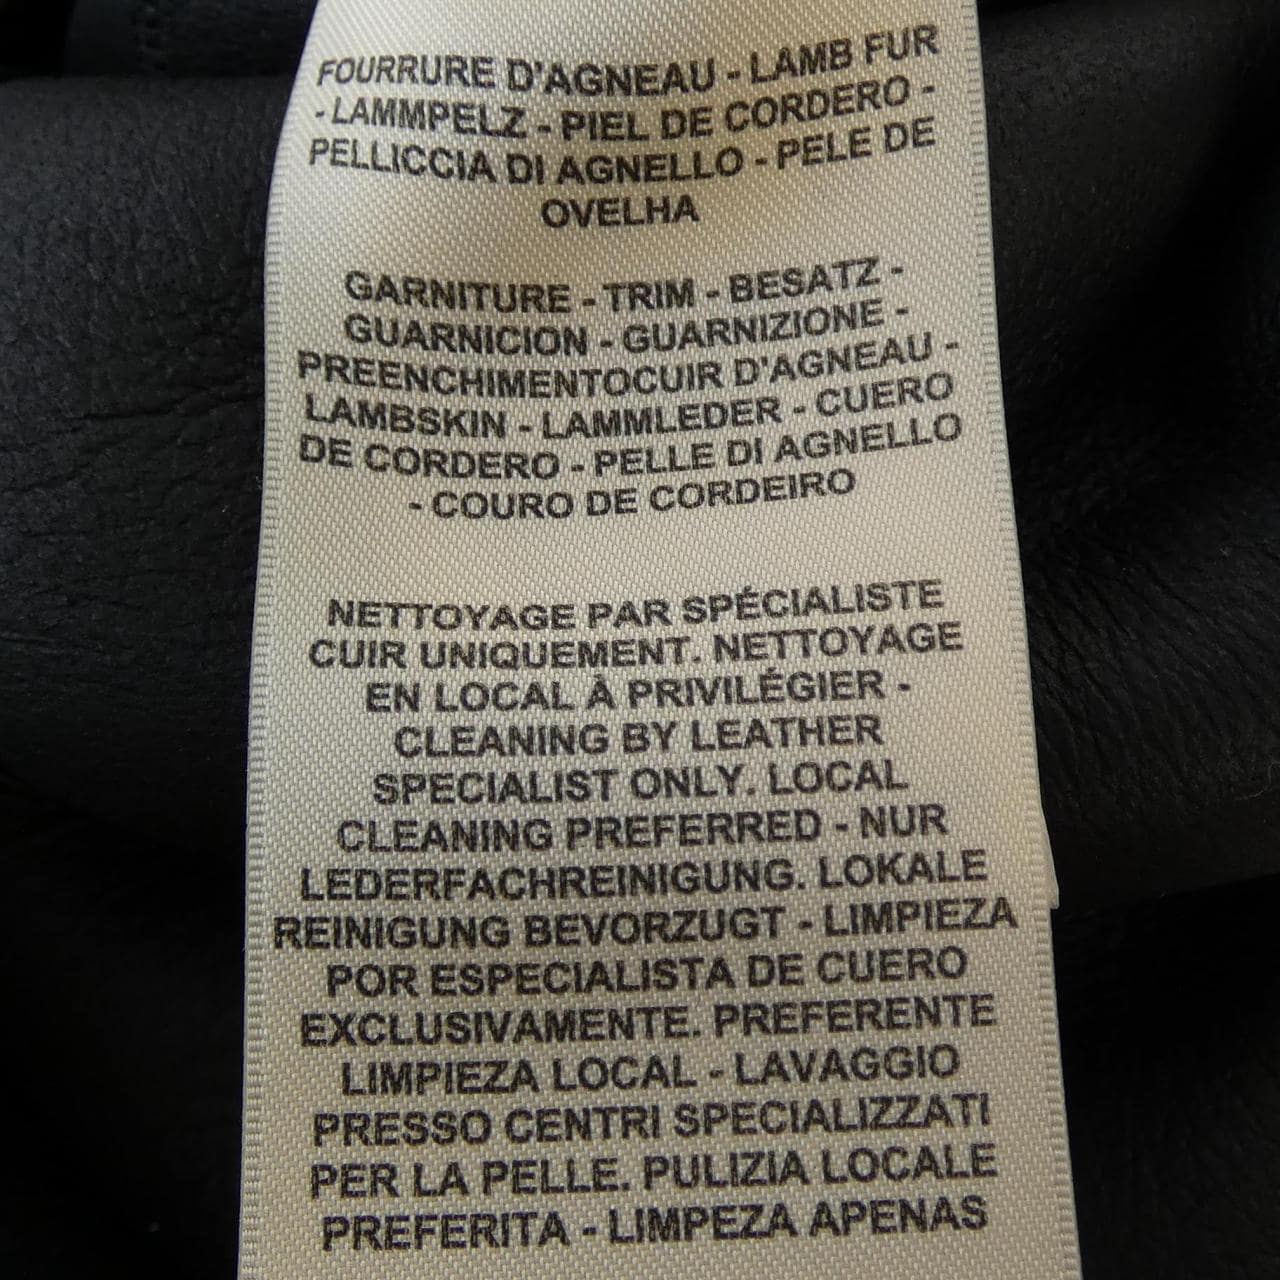 FOURRURE D'AGNEAU - LAMB FUR
- LAMMPELZ - PIEL DE CORDERO -
PELLICCIA DI AGNELLO - PELE DE
OVELHA
GARNITURE - TRIM - BESATZ -
GUARNICION - GUARNIZIONE -
PREENCHIMENTOCUIR D'AGNEAU -
LAMBSKIN - LAMMLEDER - CUERO
DE CORDERO - PELLE DI AGNELLO
- COURO DE CORDEIRO
NETTOYAGE PAR SPÉCIALISTE
CUIR UNIQUEMENT. NETTOYAGE
EN LOCAL À PRIVILÉGIER -
CLEANING BY LEATHER
SPECIALIST ONLY. LOCAL
CLEANING PREFERRED - NUR
LEDERFACHREINIGUNG. LOKALE
REINIGUNG BEVORZUGT - LIMPIEZA
POR ESPECIALISTA DE CUERO
EXCLUSIVAMENTE. PREFERENTE
LIMPIEZA LOCAL - LAVAGGIO
PRESSO CENTRI SPECIALIZZATI
PER LA PELLE. PULIZIA LOCALE
PREFERITA - LIMPEZA APENAS